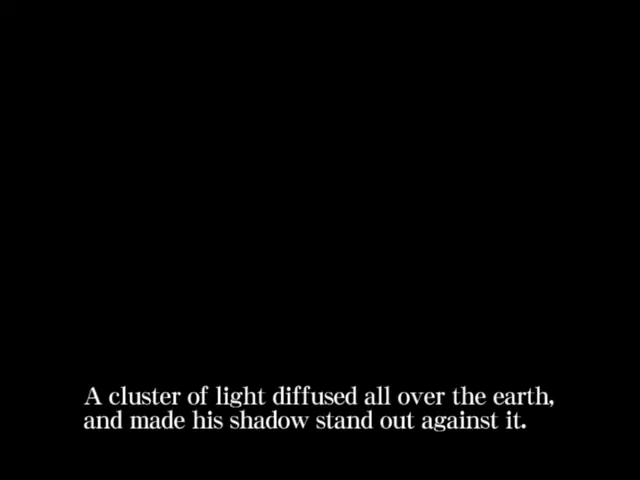 A cluster of light diffused all over the earth,
and made his shadow stand out against it.